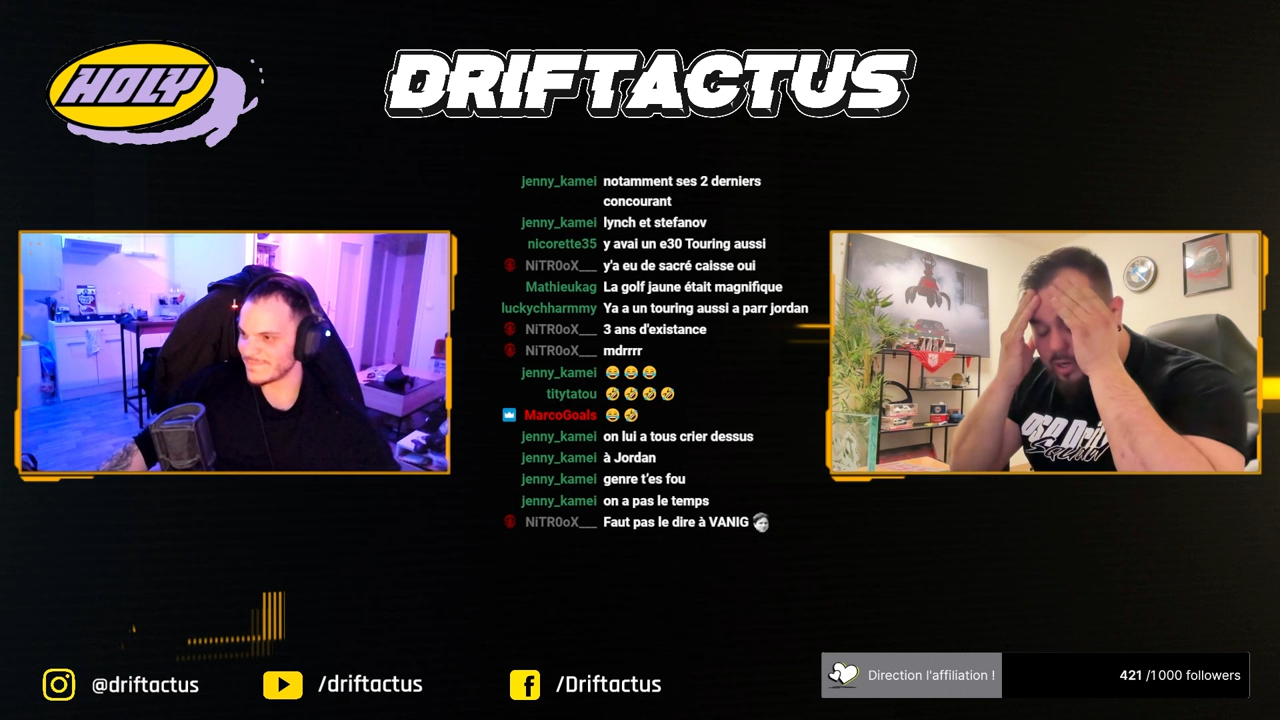 HOLY
DRIFTACTUS
jenny_kamei notamment ses 2 derniers
concourant
jenny_kamei lynch et stefanov
nicorette35 y avai un e30 Touring aussi
NiTR0oX___ y'a eu de sacré caisse oui
Mathieukag La golf jaune était magnifique
luckychharmmy Ya a un touring aussi a parr jordan
NiTR0oX___ 3 ans d'existance
NiTR0oX___ mdrrrr
jenny_kamei 😂 😂 😂
titytatou 🤣 🤣 🤣 🤣
MarcoGoals 😂 🤣
jenny_kamei on lui a tous crier dessus
jenny_kamei à Jordan
jenny_kamei genre t'es fou
jenny_kamei on a pas le temps
NiTR0oX___ Faut pas le dire à VANIG
Drift
Squad
@driftactus
/driftactus
/Driftactus
Direction l'affiliation !
421 /1 000 followers